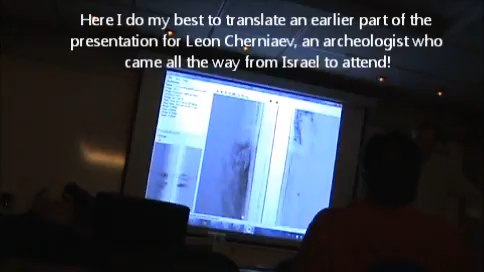 Here I do my best to translate an earlier part of the
presentation for Leon Cherniaev, an archeologist who
came all the way from Israel to attend!